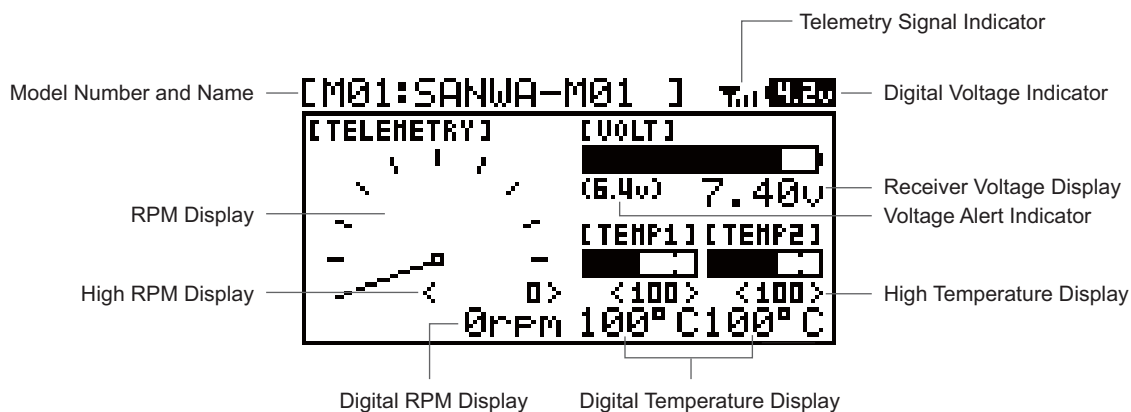 Telemetry Signal Indicator
Model Number and Name
[M01:SANWA-M01 ]
4.2v
Digital Voltage Indicator
[TELEMETRY]
[VOLT]
(6.4v)
7.40v
Receiver Voltage Display
Voltage Alert Indicator
RPM Display
[TEMP1] [TEMP2]
High RPM Display
< 0>
<100> <100>
High Temperature Display
0rpm
100°C 100°C
Digital RPM Display
Digital Temperature Display